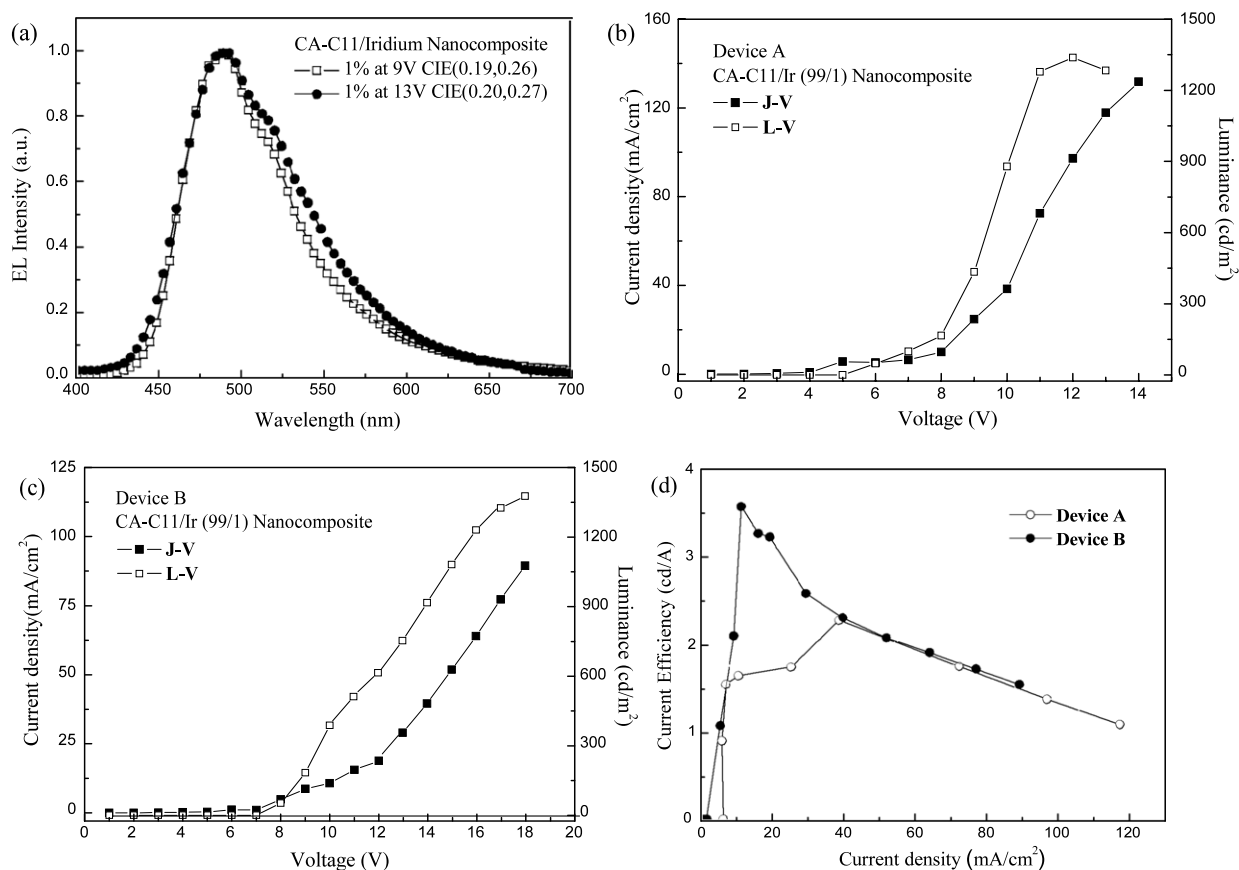 (a)
CA-C11/Iridium Nanocomposite
1% at 9V CIE(0.19,0.26)
1% at 13V CIE(0.20,0.27)
EL Intensity (a.u.)
1.0
0.8
0.6
0.4
0.2
0.0
400 450 500 550 600 650 700
Wavelength (nm)
(b)
Device A
CA-C11/Ir (99/1) Nanocomposite
J-V
L-V
Current density(mA/cm²)
160
120
80
40
0
Luminance (cd/m²)
1500
1200
900
600
300
0
0 2 4 6 8 10 12 14
Voltage (V)
(c)
Device B
CA-C11/Ir (99/1) Nanocomposite
J-V
L-V
Current density(mA/cm²)
125
100
75
50
25
0
Luminance (cd/m²)
1500
1200
900
600
300
0
0 2 4 6 8 10 12 14 16 18 20
Voltage (V)
(d)
Device A
Device B
Current Efficiency (cd/A)
4
3
2
1
0
0 20 40 60 80 100 120
Current density (mA/cm²)